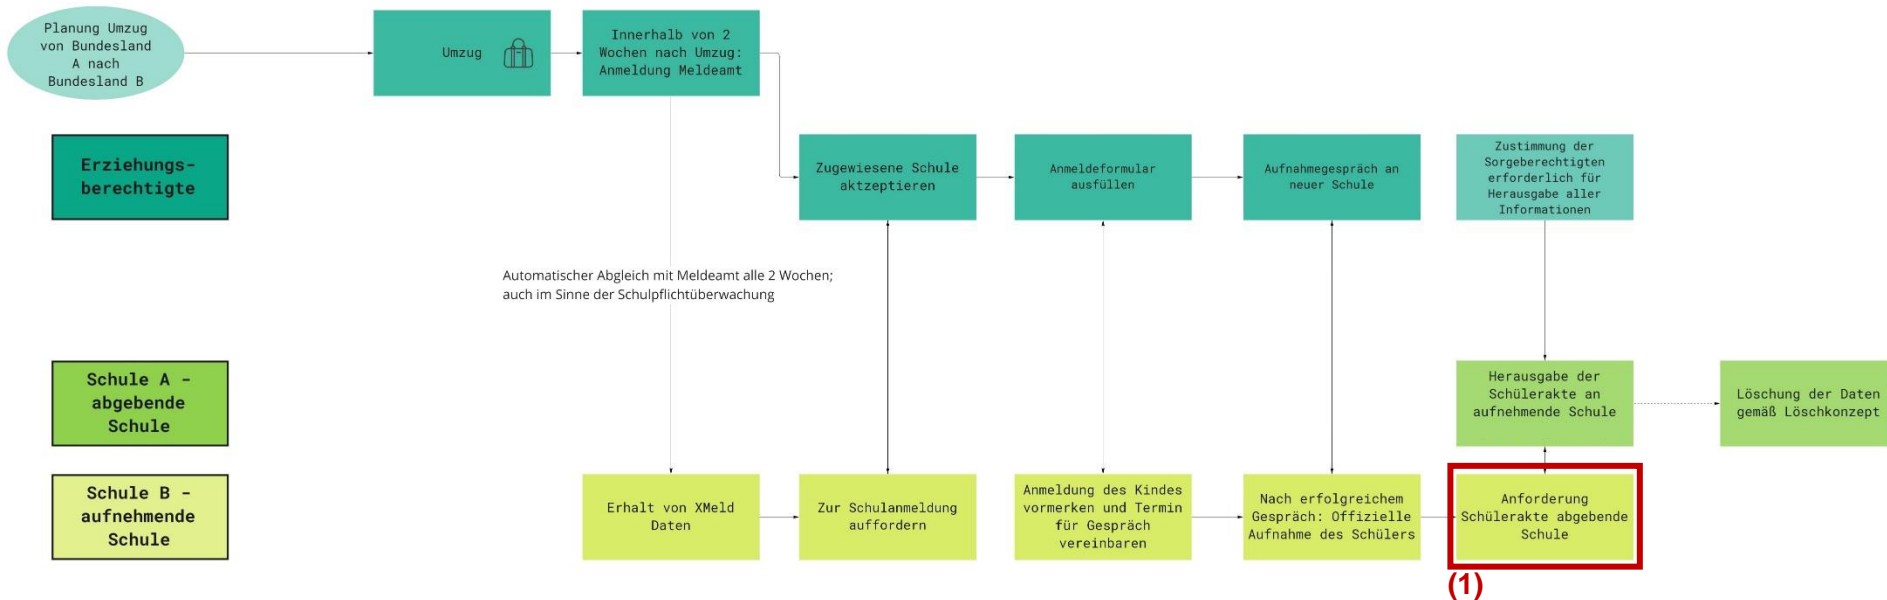 Planung Umzug
von Bundesland
A nach
Bundesland B
Umzug
Innerhalb von 2
Wochen nach Umzug:
Anmeldung Meldeamt
Erziehungs-
berechtigte
Zugewiesene Schule
aktzeptieren
Anmeldeformular
ausfüllen
Aufnahmegespräch an
neuer Schule
Zustimmung der
Sorgeberechtigten
erforderlich für
Herausgabe aller
Informationen
Automatischer Abgleich mit Meldeamt alle 2 Wochen;
auch im Sinne der Schulpflichtüberwachung
Schule A -
abgebende
Schule
Herausgabe der
Schülerakte an
aufnehmende Schule
Löschung der Daten
gemäß Löschkonzept
Schule B -
aufnehmende
Schule
Erhalt von XMeld
Daten
Zur Schulanmeldung
auffordern
Anmeldung des Kindes
vormerken und Termin
für Gespräch
vereinbaren
Nach erfolgreichem
Gespräch: Offizielle
Aufnahme des Schülers
Anforderung
Schülerakte abgebende
Schule
(1)